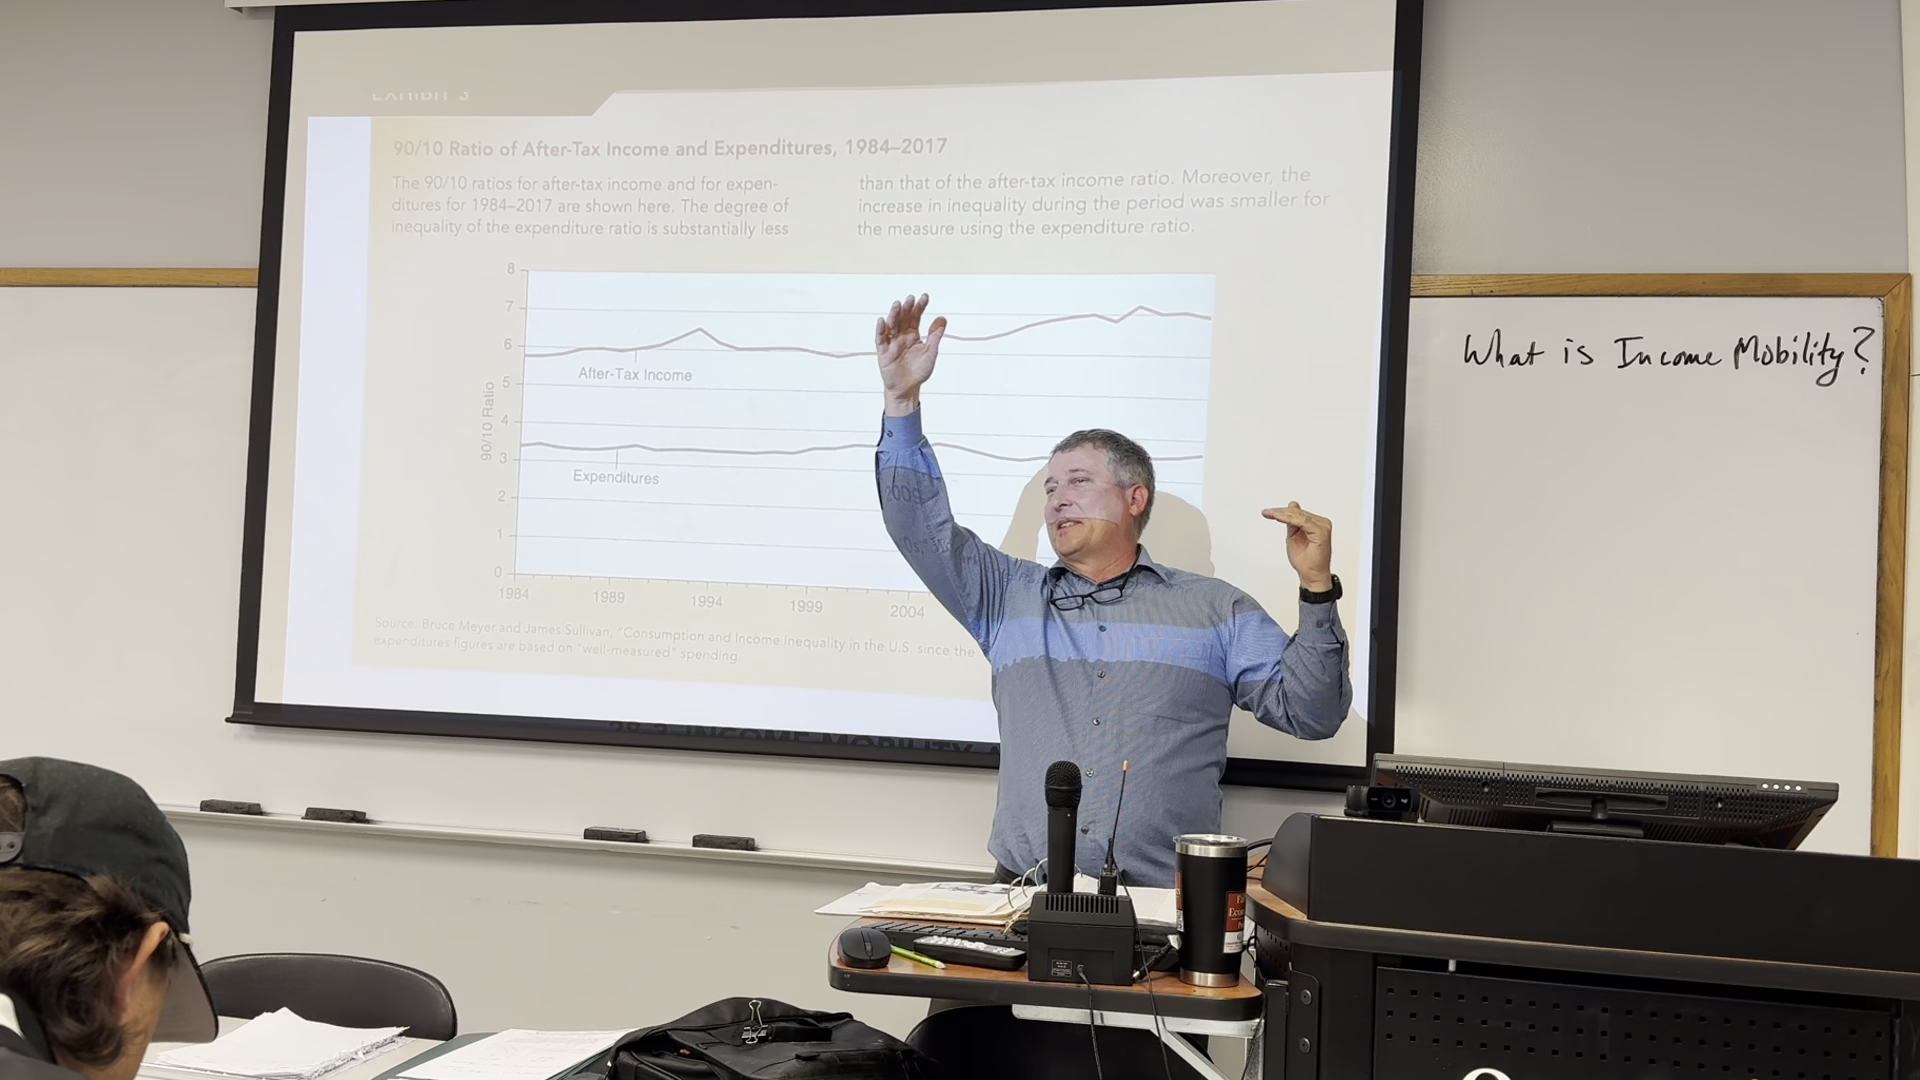 EXHIBIT 3
90/10 Ratio of After-Tax Income and Expenditures, 1984–2017
The 90/10 ratios for after-tax income and for expen-
ditures for 1984–2017 are shown here. The degree of
inequality of the expenditure ratio is substantially less
than that of the after-tax income ratio. Moreover, the
increase in inequality during the period was smaller for
the measure using the expenditure ratio.
8
7
6
5
4
3
2
1
0
90/10 Ratio
After-Tax Income
Expenditures
1984
1989
1994
1999
2004
2009
Source: Bruce Meyer and James Sullivan, "Consumption and Income Inequality in the U.S. since the
expenditures figures are based on "well-measured" spending.
INCOME MOBILITY
What is Income Mobility?